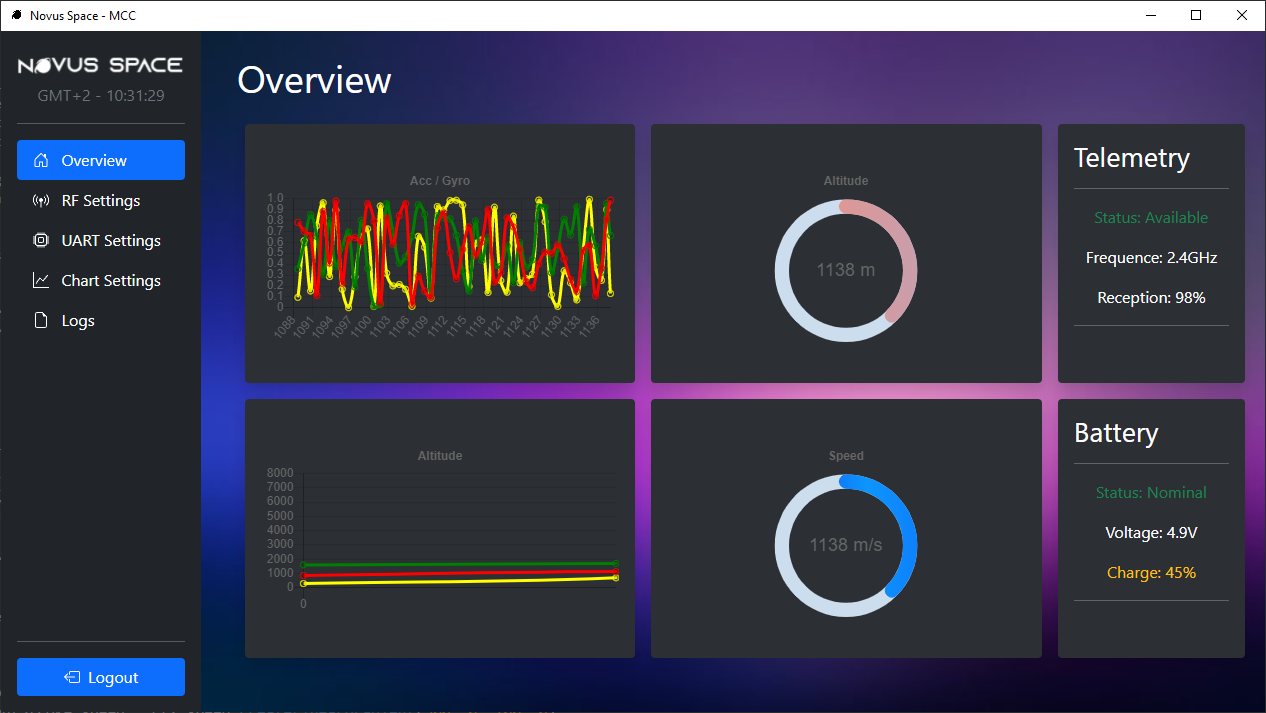 Novus Space - MCC
NOVUS SPACE
GMT+2 - 10:31:29
Overview
RF Settings
UART Settings
Chart Settings
Logs
Logout
Overview
Acc / Gyro
1.0
0.9
0.8
0.7
0.6
0.5
0.4
0.3
0.2
0.1
0
1088
1091
1094
1097
1100
1103
1106
1109
1112
1115
1118
1121
1124
1127
1130
1133
1136
Altitude
1138 m
Telemetry
Status: Available
Frequence: 2.4GHz
Reception: 98%
Altitude
8000
7000
6000
5000
4000
3000
2000
1000
0
0
Speed
1138 m/s
Battery
Status: Nominal
Voltage: 4.9V
Charge: 45%